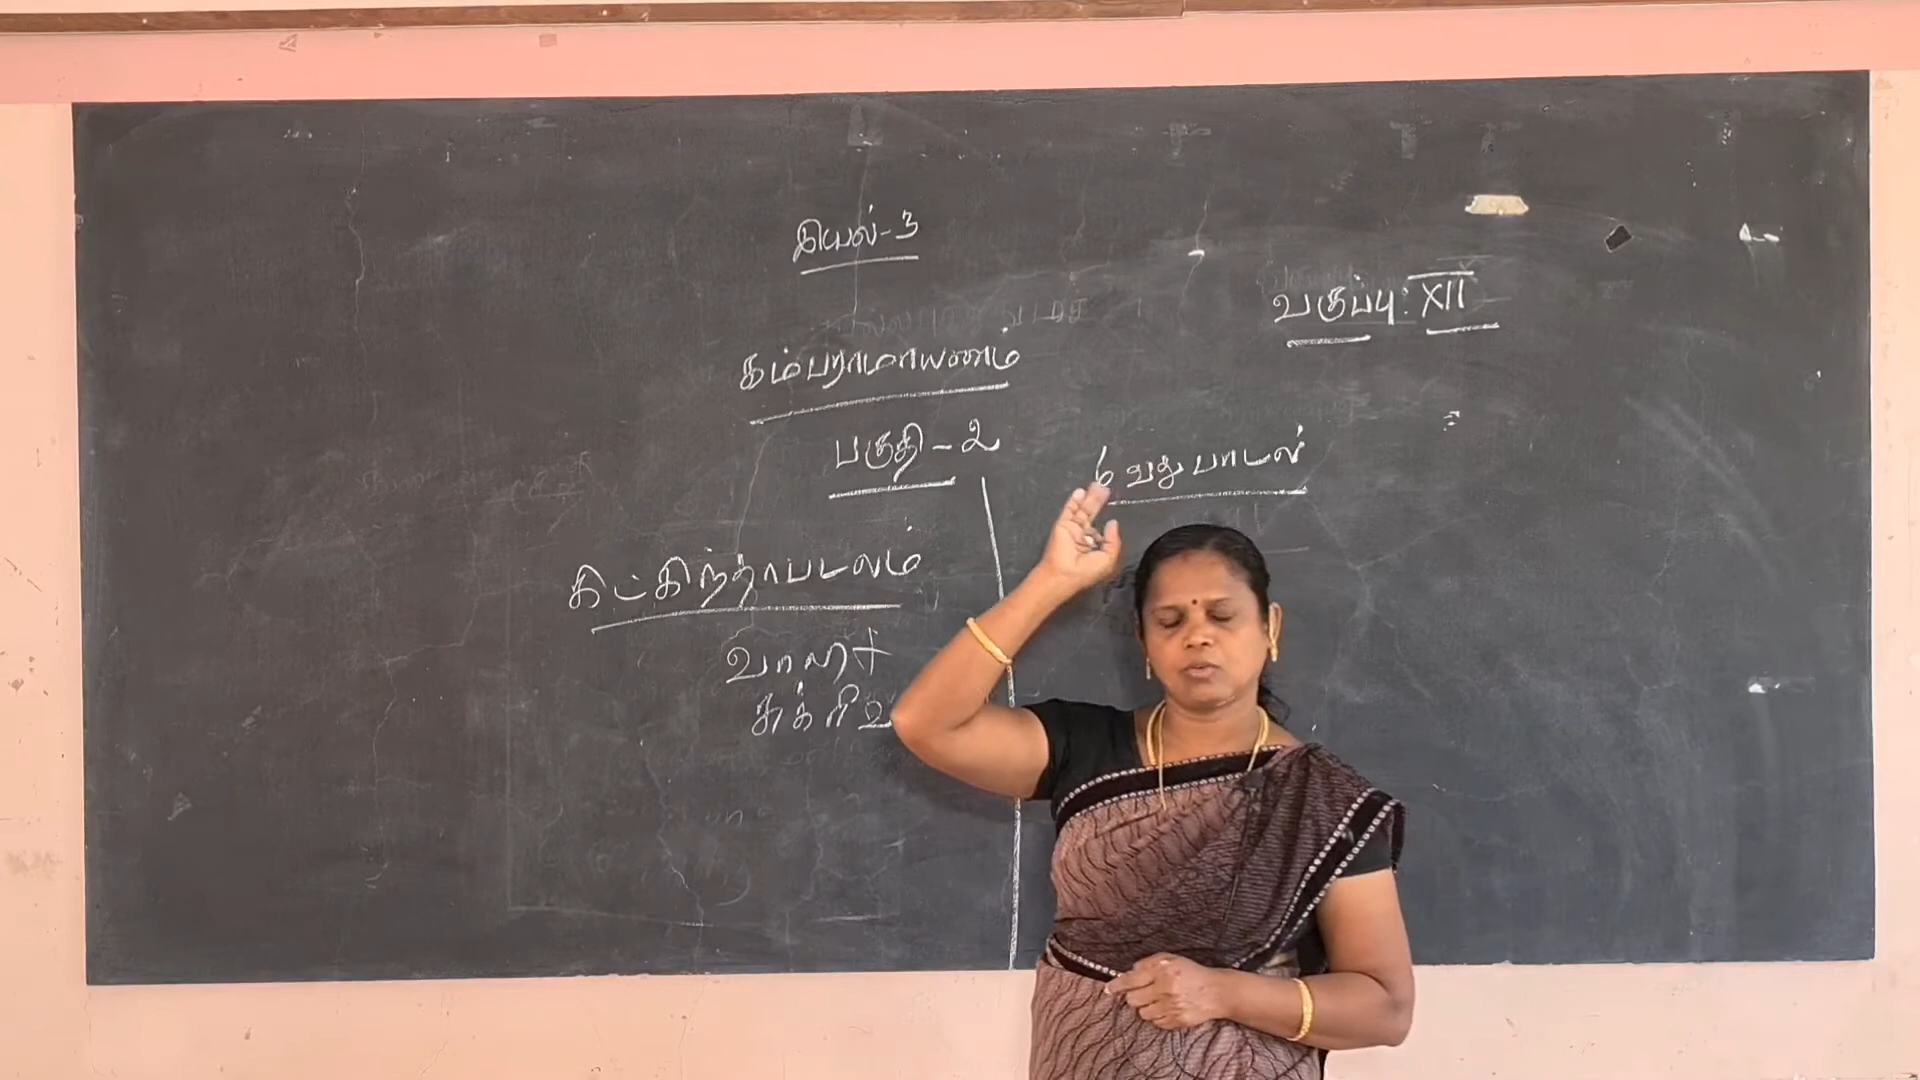 இயல்-3
வகுப்பு: XII
கம்பராமாயணம்
பகுதி-2
6 வது பாடல்
கிட்கிந்தாபடலம்
வாலி +
சுக்ரீவ